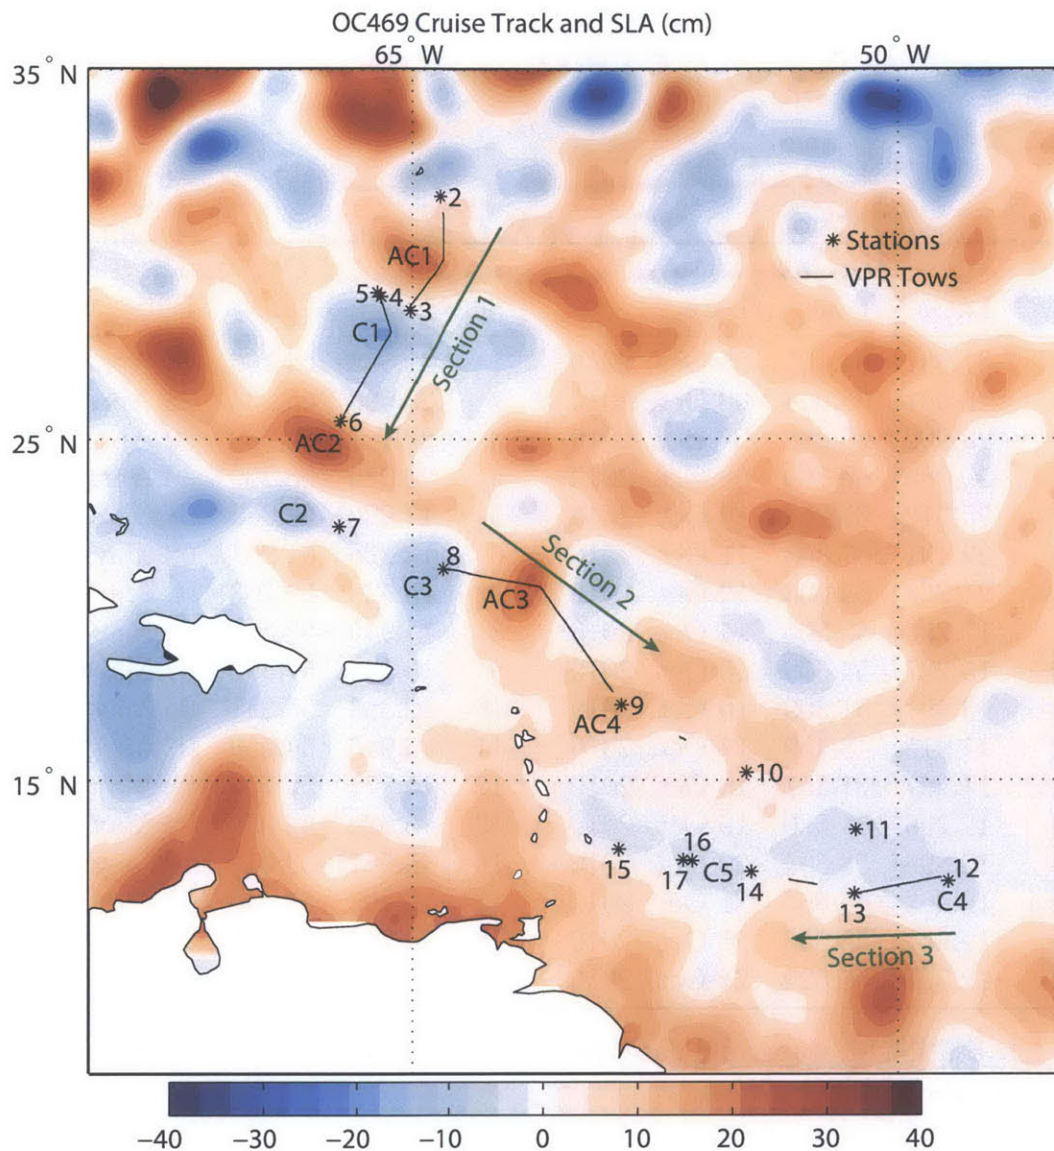 OC469 Cruise Track and SLA (cm)
65° W
50° W
35° N
2
AC1
* Stations
— VPR Tows
5
4
3
C1
Section 1
6
AC2
25° N
C2
7
8
C3
AC3
Section 2
9
AC4
15° N
10
11
16
15
17
C5
14
12
13
C4
Section 3
−40 −30 −20 −10 0 10 20 30 40